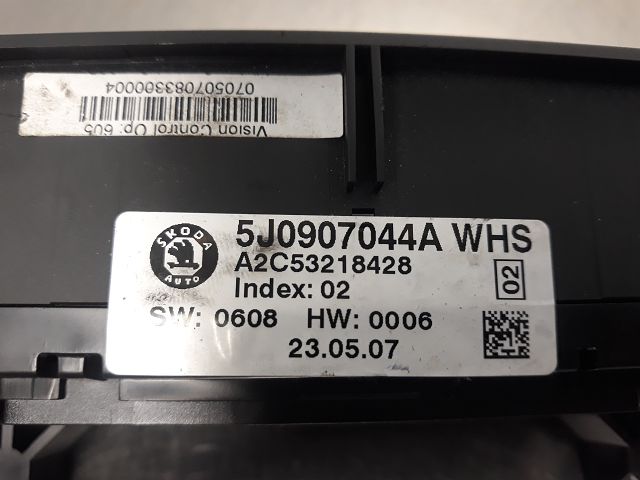 Vision Control Op: 605
070507083300004
SKODA
AUTO
5J0907044A WHS
A2C53218428
Index: 02
02
SW: 0608 HW: 0006
23.05.07